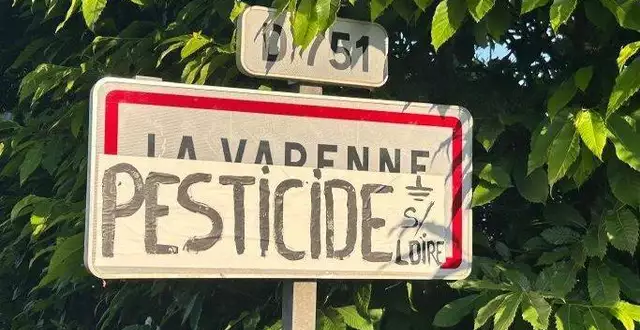 D 751
LA VARENNE
PESTICIDE S/
LOIRE